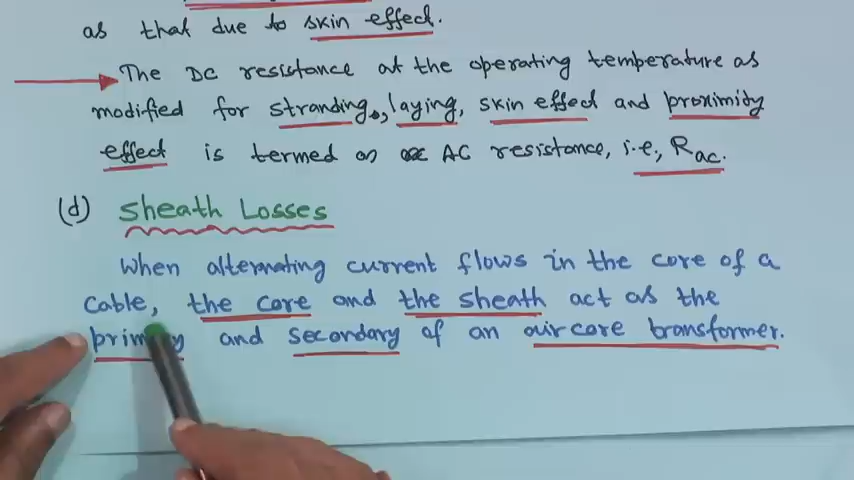 as that due to skin effect.
The DC resistance at the operating temperature as
modified for stranding, laying, skin effect and proximity
effect is termed as AC resistance, i.e., Rac.
(d) Sheath Losses
When alternating current flows in the core of a
cable, the core and the sheath act as the
primary and secondary of an air core transformer.